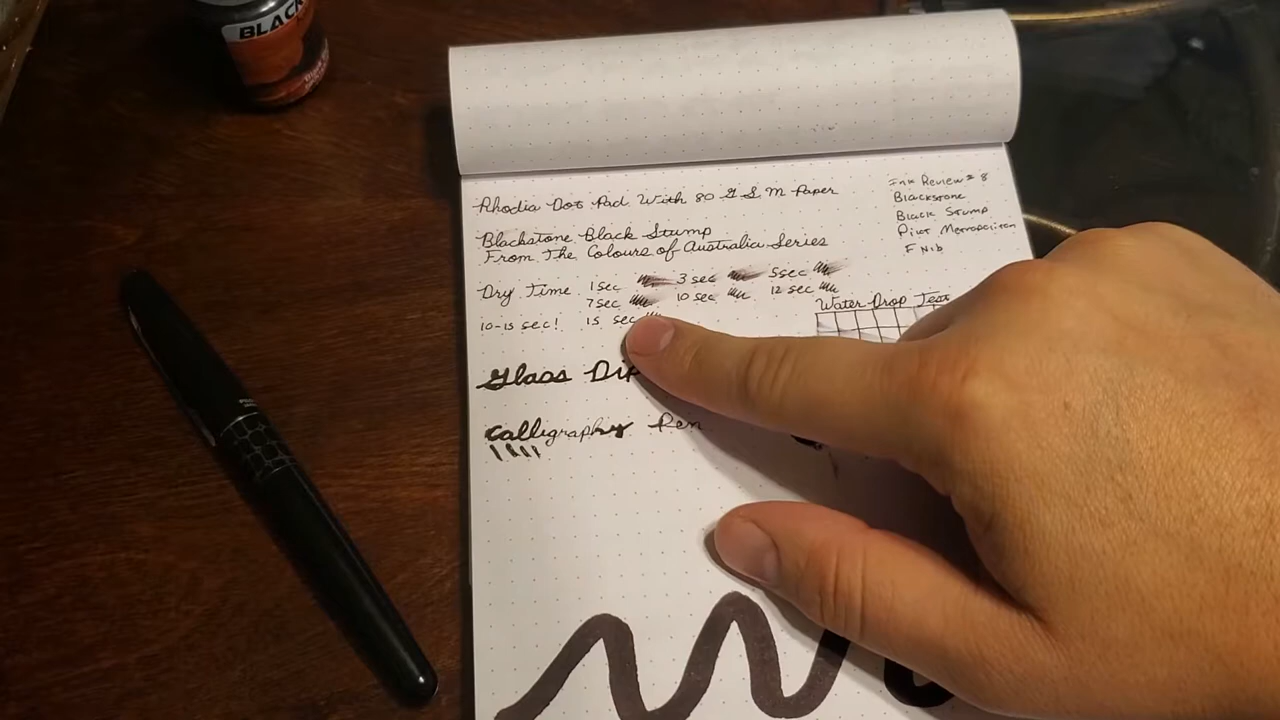 BLACK
Rhodia Dot Pad With 80 G S M Paper
Blackstone Black Stump
From The Colours of Australia Series
Dry Time 1 sec 3 sec 5 sec
7 sec 10 sec 12 sec
10-15 sec! 15 sec
Ink Review # 8
Blackstone
Black Stump
Pilot Metropolitan
F Nib
Water Drop Test
Glass Dip
Calligraphy Pen